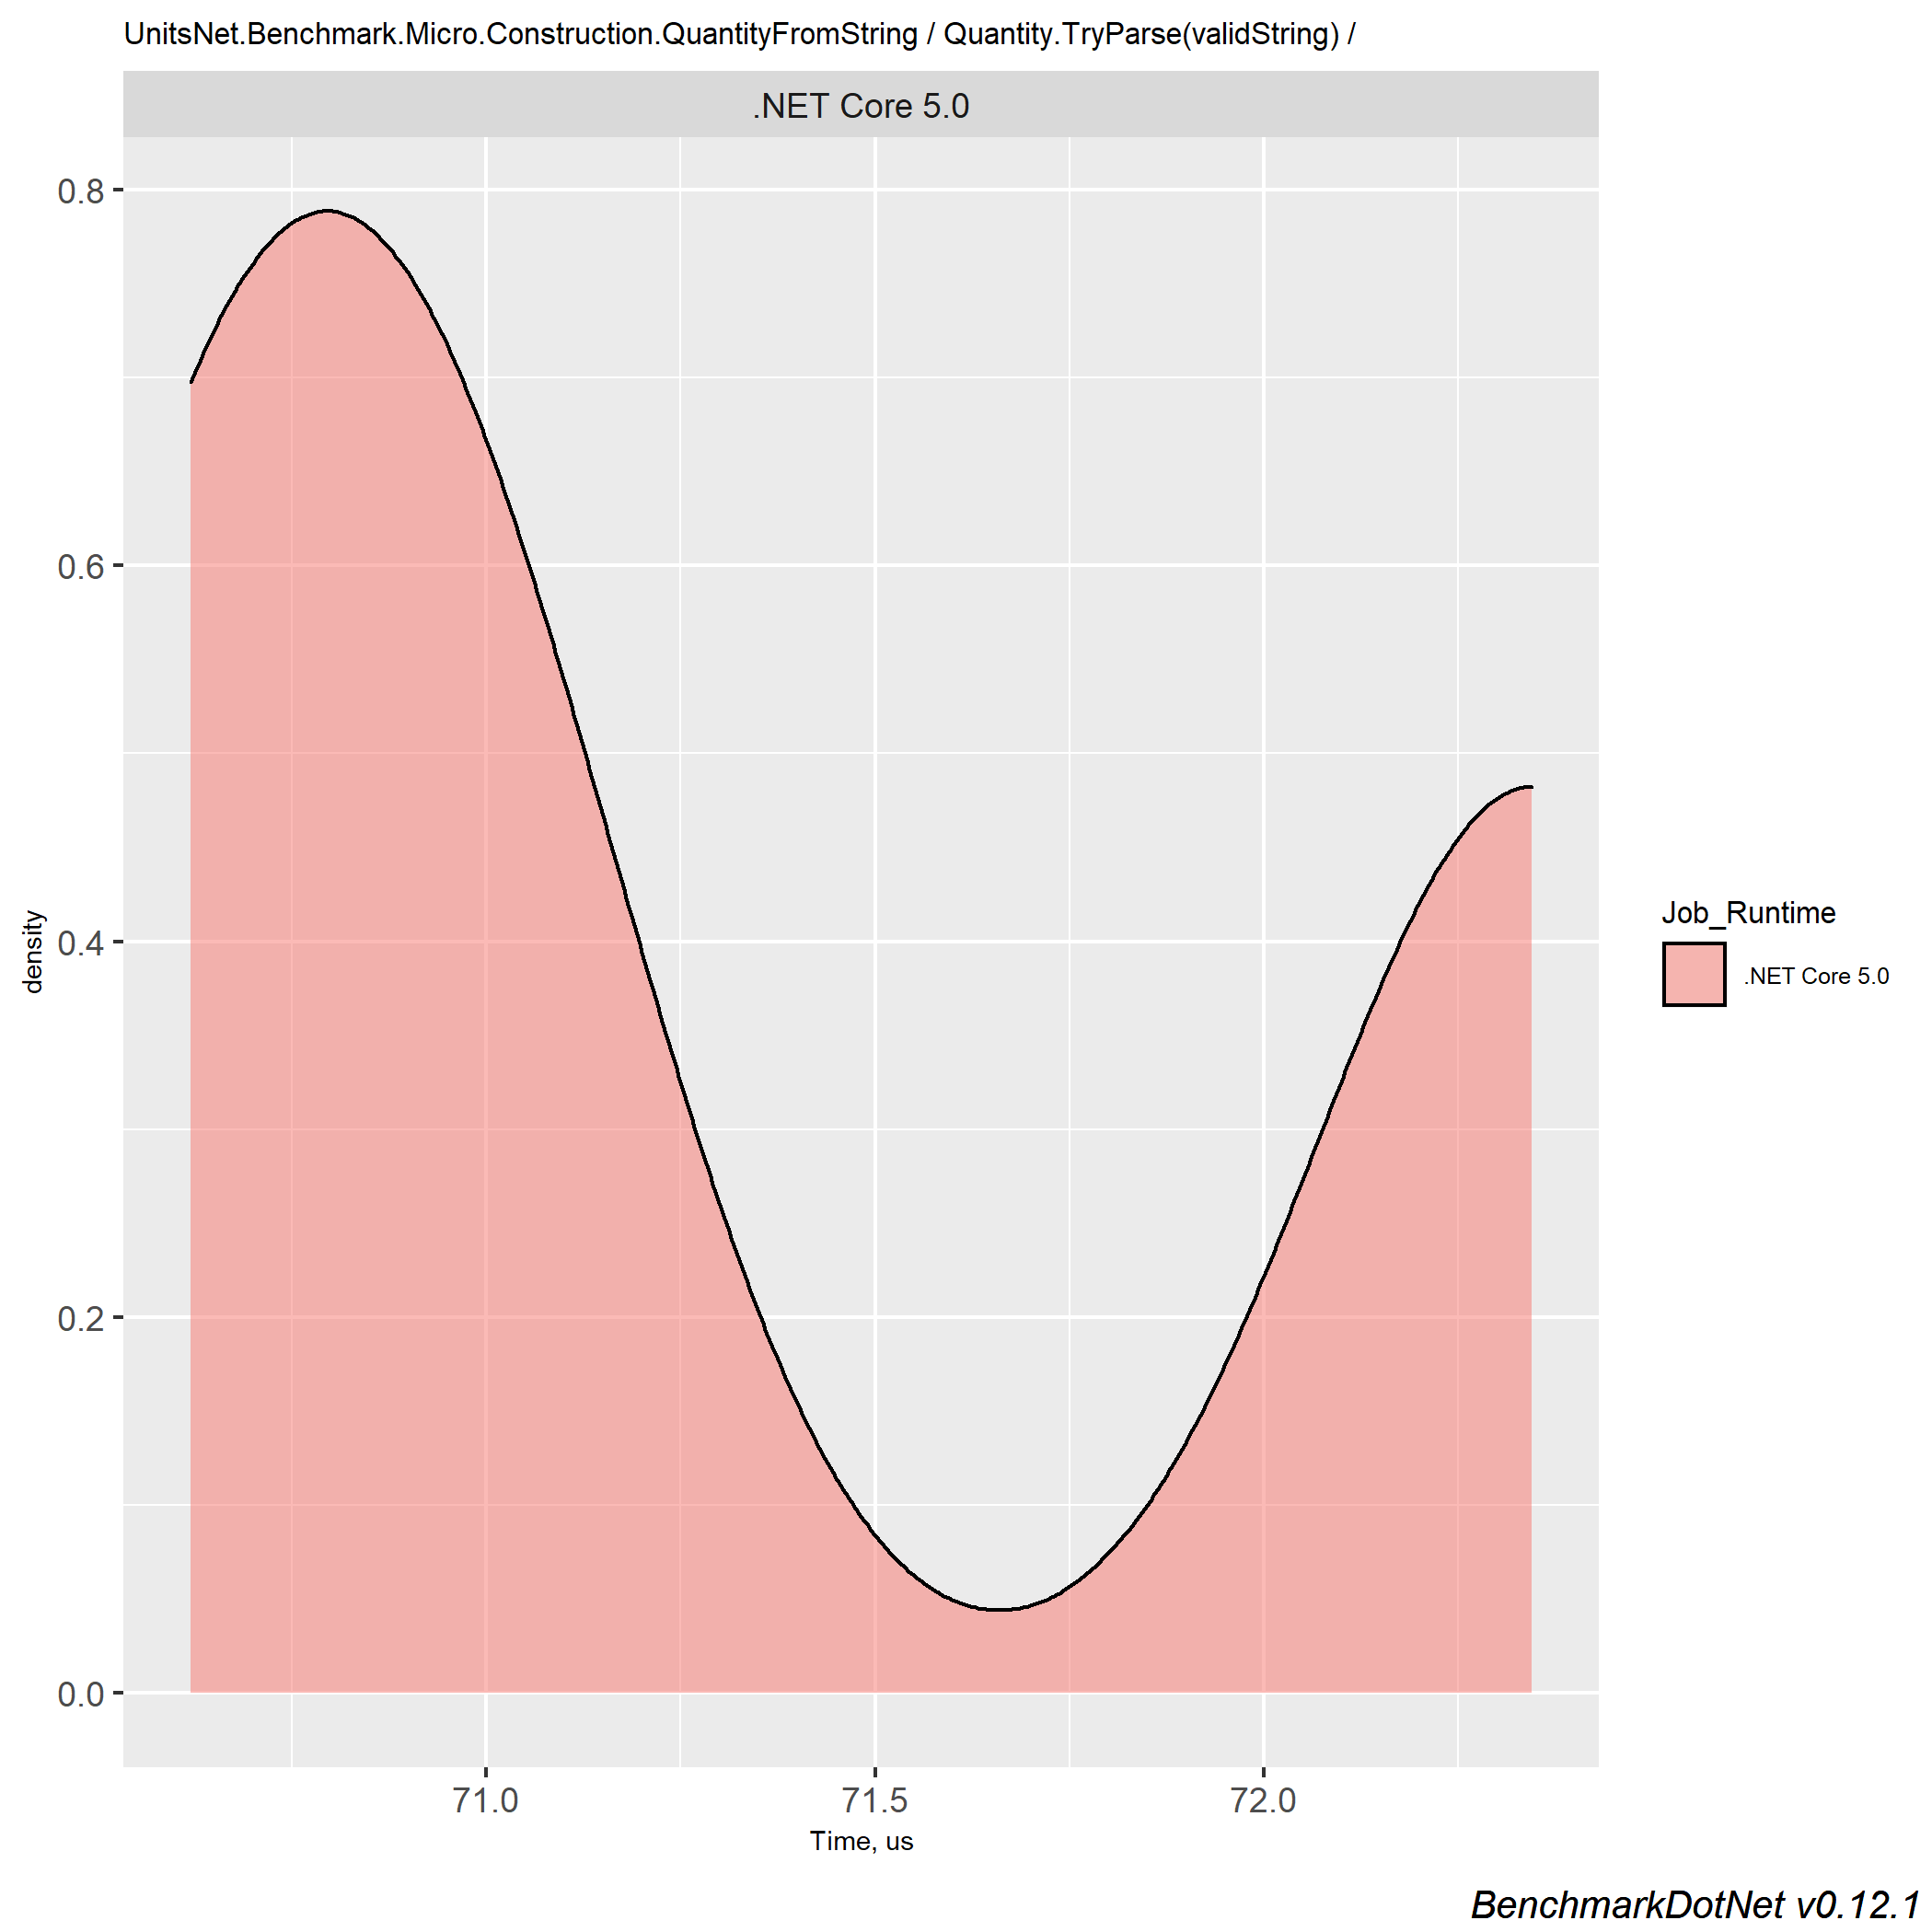 UnitsNet.Benchmark.Micro.Construction.QuantityFromString / Quantity.TryParse(validString) /
.NET Core 5.0
0.8
0.6
0.4
0.2
0.0
density
71.0 71.5 72.0
Time, us
Job_Runtime
.NET Core 5.0
BenchmarkDotNet v0.12.1